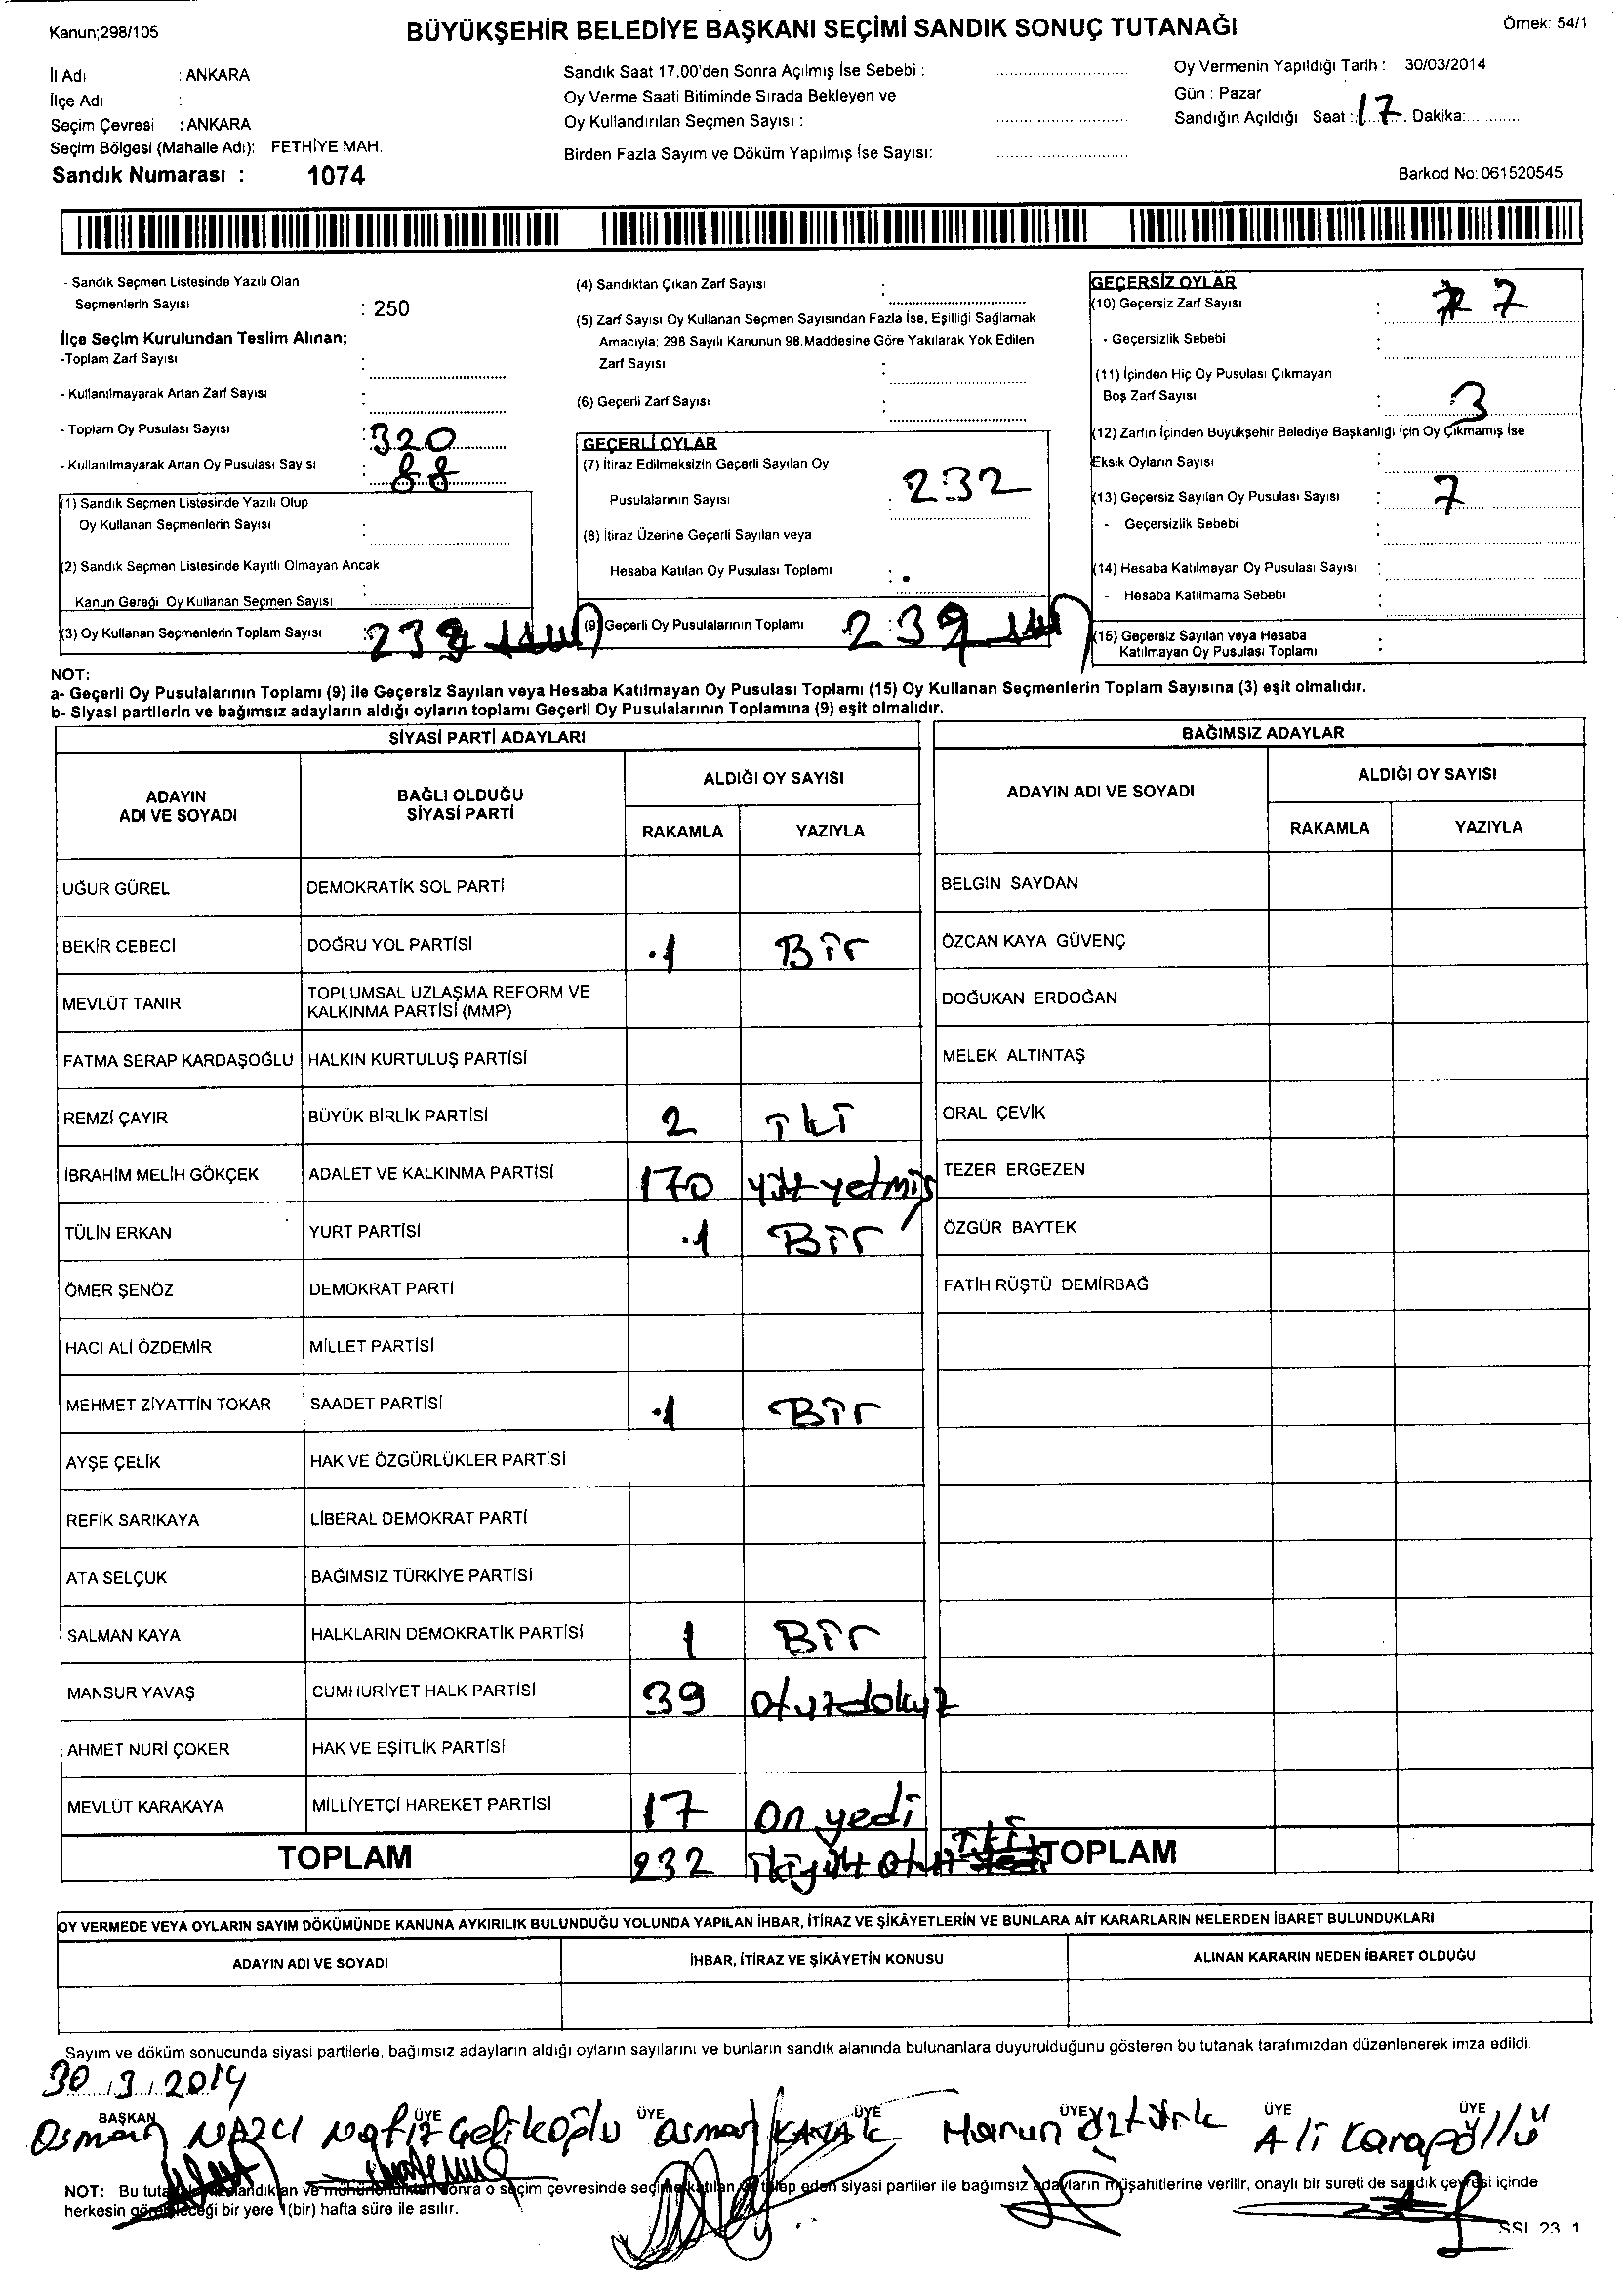 Kanun;298/105
BÜYÜKŞEHİR BELEDİYE BAŞKANI SEÇİMİ SANDIK SONUÇ TUTANAĞI
Örnek: 54/1
İl Adı : ANKARA
İlçe Adı :
Seçim Çevresi : ANKARA
Seçim Bölgesi (Mahalle Adı): FETHİYE MAH.
Sandık Numarası : 1074
Sandık Saat 17.00'den Sonra Açılmış İse Sebebi :
Oy Verme Saati Bitiminde Sırada Bekleyen ve
Oy Kullandırılan Seçmen Sayısı :
Birden Fazla Sayım ve Döküm Yapılmış İse Sayısı:
Oy Vermenin Yapıldığı Tarih : 30/03/2014
Gün : Pazar
Sandığın Açıldığı Saat : 17 Dakika:
Barkod No: 061520545
- Sandık Seçmen Listesinde Yazılı Olan
Seçmenlerin Sayısı : 250
İlçe Seçim Kurulundan Teslim Alınan;
-Toplam Zarf Sayısı :
- Kullanılmayarak Artan Zarf Sayısı :
- Toplam Oy Pusulası Sayısı : 320
- Kullanılmayarak Artan Oy Pusulası Sayısı : 88
(1) Sandık Seçmen Listesinde Yazılı Olup
Oy Kullanan Seçmenlerin Sayısı :
(2) Sandık Seçmen Listesinde Kayıtlı Olmayan Ancak
Kanun Gereği Oy Kullanan Seçmen Sayısı :
(3) Oy Kullanan Seçmenlerin Toplam Sayısı :
(4) Sandıktan Çıkan Zarf Sayısı :
(5) Zarf Sayısı Oy Kullanan Seçmen Sayısından Fazla İse, Eşitliği Sağlamak
Amacıyla; 298 Sayılı Kanunun 98.Maddesine Göre Yakılarak Yok Edilen
Zarf Sayısı :
(6) Geçerli Zarf Sayısı :
GEÇERLİ OYLAR
(7) İtiraz Edilmeksizin Geçerli Sayılan Oy
Pusulalarının Sayısı : 232
(8) İtiraz Üzerine Geçerli Sayılan veya
Hesaba Katılan Oy Pusulası Toplamı :
(9) Geçerli Oy Pusulalarının Toplamı : 239
GEÇERSİZ OYLAR
(10) Geçersiz Zarf Sayısı : 7
- Geçersizlik Sebebi :
(11) İçinden Hiç Oy Pusulası Çıkmayan
Boş Zarf Sayısı : 3
(12) Zarfın İçinden Büyükşehir Belediye Başkanlığı İçin Oy Çıkmamış İse
Eksik Oyların Sayısı :
(13) Geçersiz Sayılan Oy Pusulası Sayısı : 7
- Geçersizlik Sebebi :
(14) Hesaba Katılmayan Oy Pusulası Sayısı :
- Hesaba Katılmama Sebebi :
(15) Geçersiz Sayılan veya Hesaba
Katılmayan Oy Pusulası Toplamı :
NOT:
a- Geçerli Oy Pusulalarının Toplamı (9) ile Geçersiz Sayılan veya Hesaba Katılmayan Oy Pusulası Toplamı (15) Oy Kullanan Seçmenlerin Toplam Sayısına (3) eşit olmalıdır.
b- Siyasi partilerin ve bağımsız adayların aldığı oyların toplamı Geçerli Oy Pusulalarının Toplamına (9) eşit olmalıdır.
SİYASİ PARTİ ADAYLARI
ADAYIN ADI VE SOYADI
BAĞLI OLDUĞU SİYASİ PARTİ
ALDIĞI OY SAYISI
RAKAMLA YAZIYLA
UĞUR GÜREL DEMOKRATİK SOL PARTİ
BEKİR CEBECİ DOĞRU YOL PARTİSİ 1 Bir
MEVLÜT TANIR TOPLUMSAL UZLAŞMA REFORM VE KALKINMA PARTİSİ (MMP)
FATMA SERAP KARDAŞOĞLU HALKIN KURTULUŞ PARTİSİ
REMZİ ÇAYIR BÜYÜK BİRLİK PARTİSİ 2 İki
İBRAHİM MELİH GÖKÇEK ADALET VE KALKINMA PARTİSİ 170 yüz yetmiş
TÜLİN ERKAN YURT PARTİSİ 1 Bir
ÖMER ŞENÖZ DEMOKRAT PARTİ
HACI ALİ ÖZDEMİR MİLLET PARTİSİ
MEHMET ZİYATTİN TOKAR SAADET PARTİSİ 1 Bir
AYŞE ÇELİK HAK VE ÖZGÜRLÜKLER PARTİSİ
REFİK SARIKAYA LİBERAL DEMOKRAT PARTİ
ATA SELÇUK BAĞIMSIZ TÜRKİYE PARTİSİ
SALMAN KAYA HALKLARIN DEMOKRATİK PARTİSİ 1 Bir
MANSUR YAVAŞ CUMHURİYET HALK PARTİSİ 39 otuzdokuz
AHMET NURİ ÇOKER HAK VE EŞİTLİK PARTİSİ
MEVLÜT KARAKAYA MİLLİYETÇİ HAREKET PARTİSİ 17 on yedi
TOPLAM 232 ikiyüz otuz iki
BAĞIMSIZ ADAYLAR
ADAYIN ADI VE SOYADI
ALDIĞI OY SAYISI
RAKAMLA YAZIYLA
BELGİN SAYDAN
ÖZCAN KAYA GÜVENÇ
DOĞUKAN ERDOĞAN
MELEK ALTINTAŞ
ORAL ÇEVİK
TEZER ERGEZEN
ÖZGÜR BAYTEK
FATİH RÜŞTÜ DEMİRBAĞ
TOPLAM
OY VERMEDE VEYA OYLARIN SAYIM DÖKÜMÜNDE KANUNA AYKIRILIK BULUNDUĞU YOLUNDA YAPILAN İHBAR, İTİRAZ VE ŞİKÂYETLERİN VE BUNLARA AİT KARARLARIN NELERDEN İBARET BULUNDUKLARI
ADAYIN ADI VE SOYADI İHBAR, İTİRAZ VE ŞİKÂYETİN KONUSU ALINAN KARARIN NEDEN İBARET OLDUĞU
Sayım ve döküm sonucunda siyasi partilerle, bağımsız adayların aldığı oyların sayılarını ve bunların sandık alanında bulunanlara duyurulduğunu gösteren bu tutanak tarafımızdan düzenlenerek imza edildi.
30/3/2014
BAŞKAN ÜYE ÜYE ÜYE ÜYE ÜYE ÜYE
Osman Harun Öztürk Ali
NOT: Bu ve sonra o seçim çevresinde seçime katılan ve talep eden siyasi partiler ile bağımsız adayların müşahitlerine verilir, onaylı bir sureti de sandık çevresi içinde
herkesin görebileceği bir yere 1 (bir) hafta süre ile asılır.
SSI 23 1